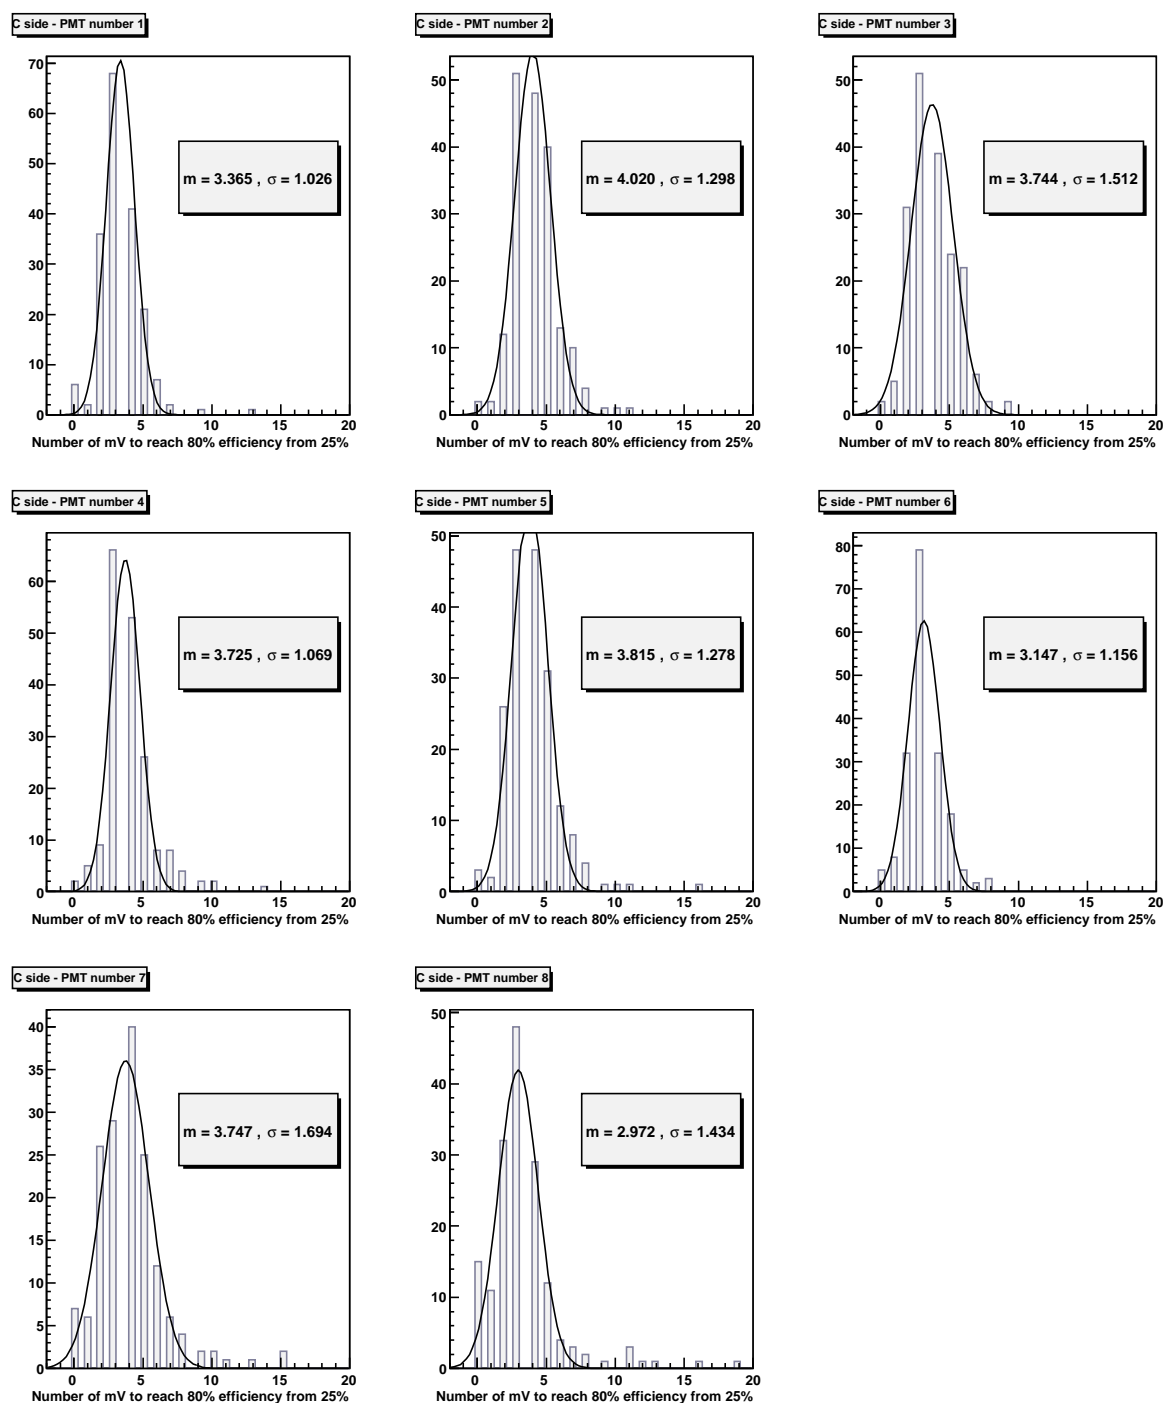 C side - PMT number 1
70
60
50
40
30
20
10
0
m = 3.365 , σ = 1.026
0 5 10 15 20
Number of mV to reach 80% efficiency from 25%
C side - PMT number 2
50
40
30
20
10
0
m = 4.020 , σ = 1.298
0 5 10 15 20
Number of mV to reach 80% efficiency from 25%
C side - PMT number 3
50
40
30
20
10
0
m = 3.744 , σ = 1.512
0 5 10 15 20
Number of mV to reach 80% efficiency from 25%
C side - PMT number 4
60
50
40
30
20
10
0
m = 3.725 , σ = 1.069
0 5 10 15 20
Number of mV to reach 80% efficiency from 25%
C side - PMT number 5
50
40
30
20
10
0
m = 3.815 , σ = 1.278
0 5 10 15 20
Number of mV to reach 80% efficiency from 25%
C side - PMT number 6
80
70
60
50
40
30
20
10
0
m = 3.147 , σ = 1.156
0 5 10 15 20
Number of mV to reach 80% efficiency from 25%
C side - PMT number 7
40
35
30
25
20
15
10
5
0
m = 3.747 , σ = 1.694
0 5 10 15 20
Number of mV to reach 80% efficiency from 25%
C side - PMT number 8
50
40
30
20
10
0
m = 2.972 , σ = 1.434
0 5 10 15 20
Number of mV to reach 80% efficiency from 25%